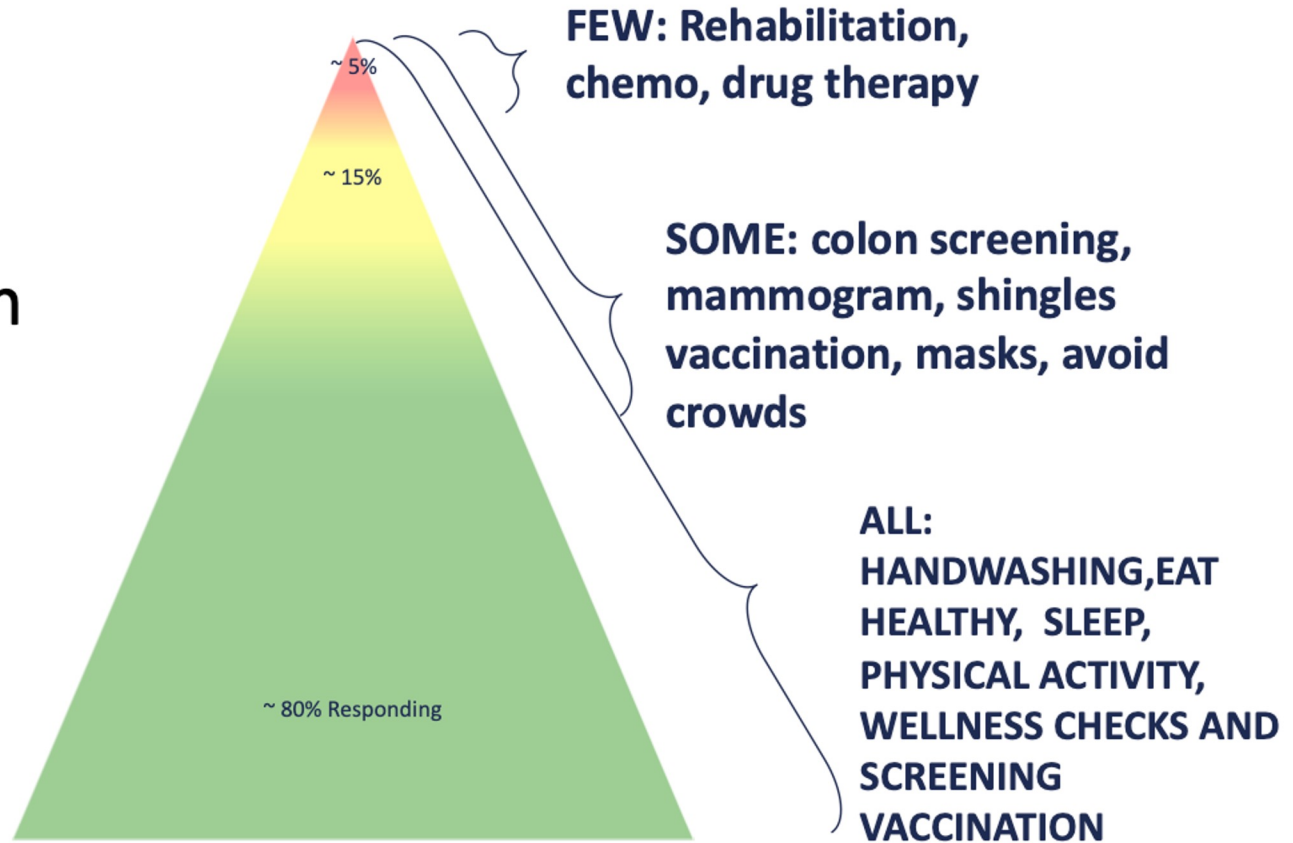 FEW: Rehabilitation,
chemo, drug therapy
~ 5%
~ 15%
SOME: colon screening,
mammogram, shingles
vaccination, masks, avoid
crowds
n
ALL:
HANDWASHING,EAT
HEALTHY, SLEEP,
PHYSICAL ACTIVITY,
WELLNESS CHECKS AND
SCREENING
VACCINATION
~ 80% Responding